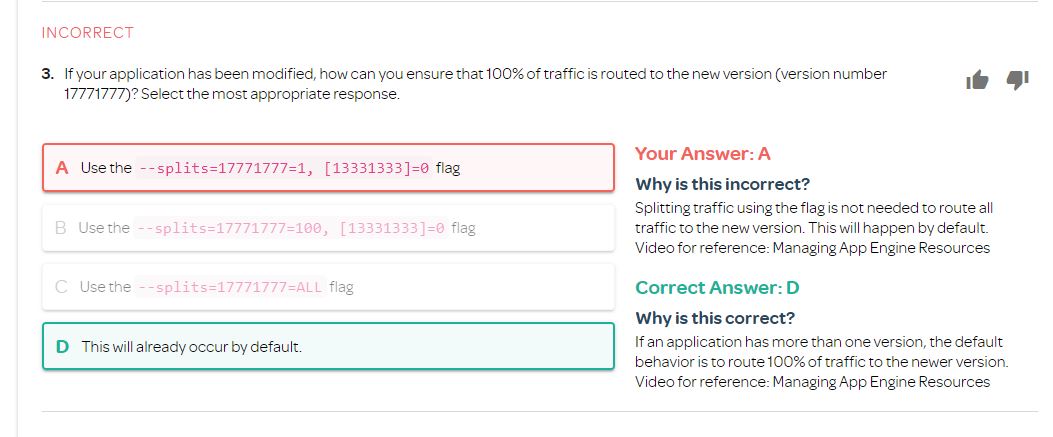 INCORRECT
3. If your application has been modified, how can you ensure that 100% of traffic is routed to the new version (version number
17771777)? Select the most appropriate response.
A Use the --splits=17771777=1, [13331333]=0 flag
B Use the --splits=17771777=100, [13331333]=0 flag
C Use the --splits=17771777=ALL flag
D This will already occur by default.
Your Answer: A
Why is this incorrect?
Splitting traffic using the flag is not needed to route all
traffic to the new version. This will happen by default.
Video for reference: Managing App Engine Resources
Correct Answer: D
Why is this correct?
If an application has more than one version, the default
behavior is to route 100% of traffic to the newer version.
Video for reference: Managing App Engine Resources